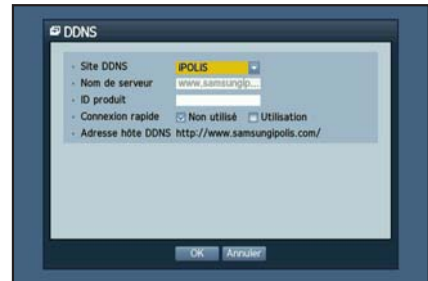 DDNS
· Site DDNS iPOLiS
· Nom de serveur www.samsungip...
· ID produit
· Connexion rapide Non utilisé Utilisation
· Adresse hôte DDNS http://www.samsungipolis.com/
OK Annuler